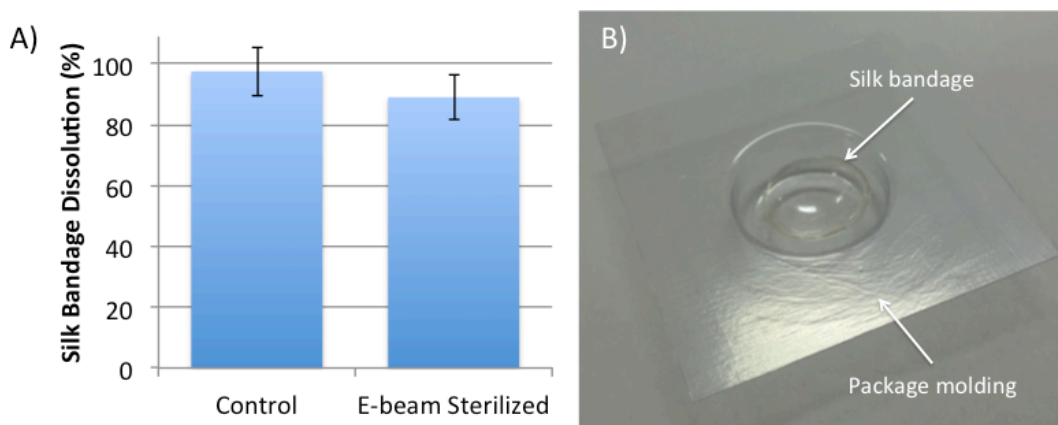 A)
Silk Bandage Dissolution (%)
100
80
60
40
20
0
Control
E-beam Sterilized
B)
Silk bandage
Package molding